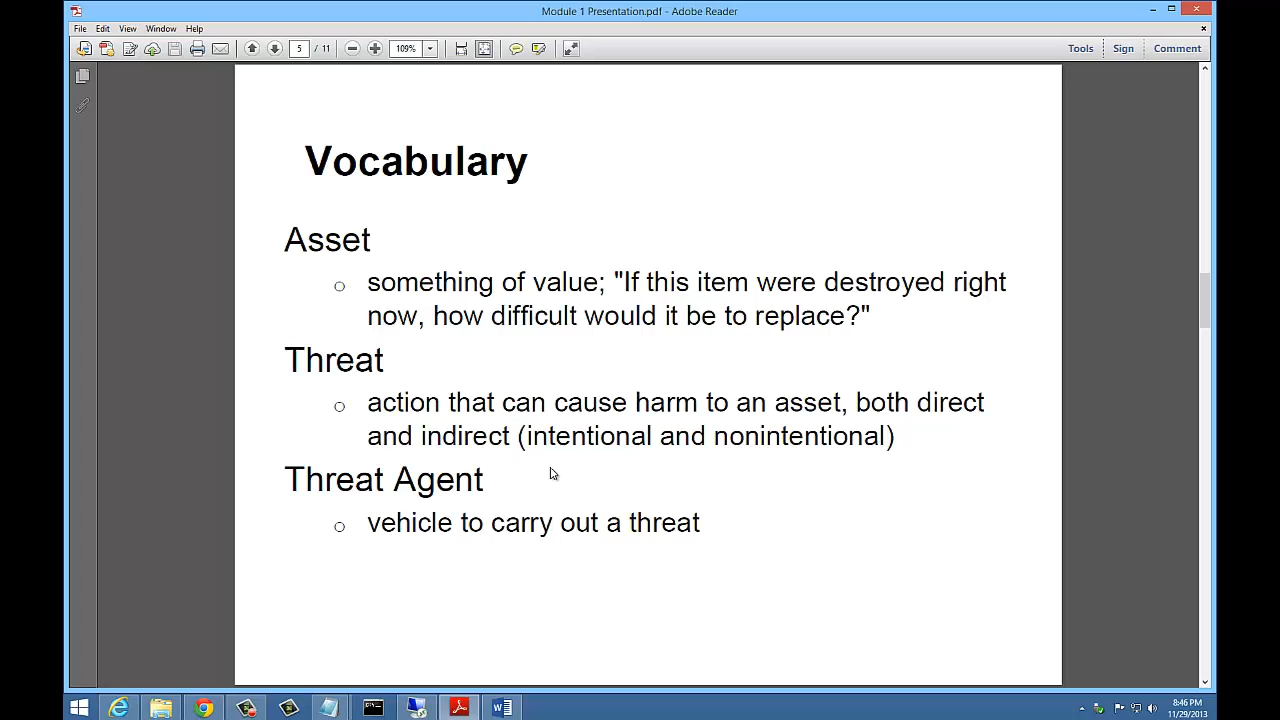 Module 1 Presentation.pdf - Adobe Reader
File Edit View Window Help
5 / 11 109% Tools Sign Comment
Vocabulary
Asset
something of value; "If this item were destroyed right
now, how difficult would it be to replace?"
Threat
action that can cause harm to an asset, both direct
and indirect (intentional and nonintentional)
Threat Agent
vehicle to carry out a threat
8:46 PM
11/29/2013